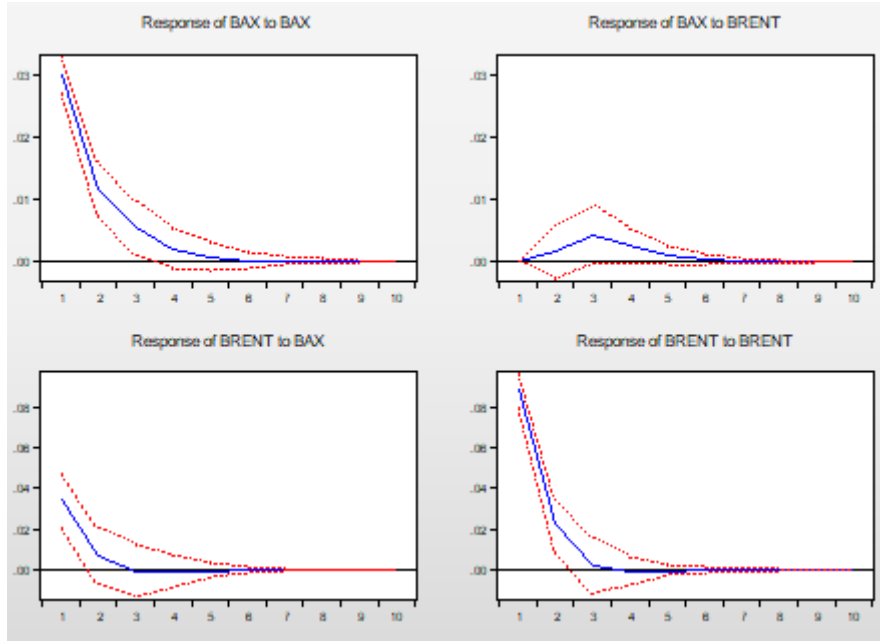 Response of BAX to BAX
Response of BAX to BRENT
.03
.02
.01
.00
1 2 3 4 5 6 7 8 9 10
.03
.02
.01
.00
1 2 3 4 5 6 7 8 9 10
Response of BRENT to BAX
Response of BRENT to BRENT
.08
.06
.04
.02
.00
1 2 3 4 5 6 7 8 9 10
.08
.06
.04
.02
.00
1 2 3 4 5 6 7 8 9 10